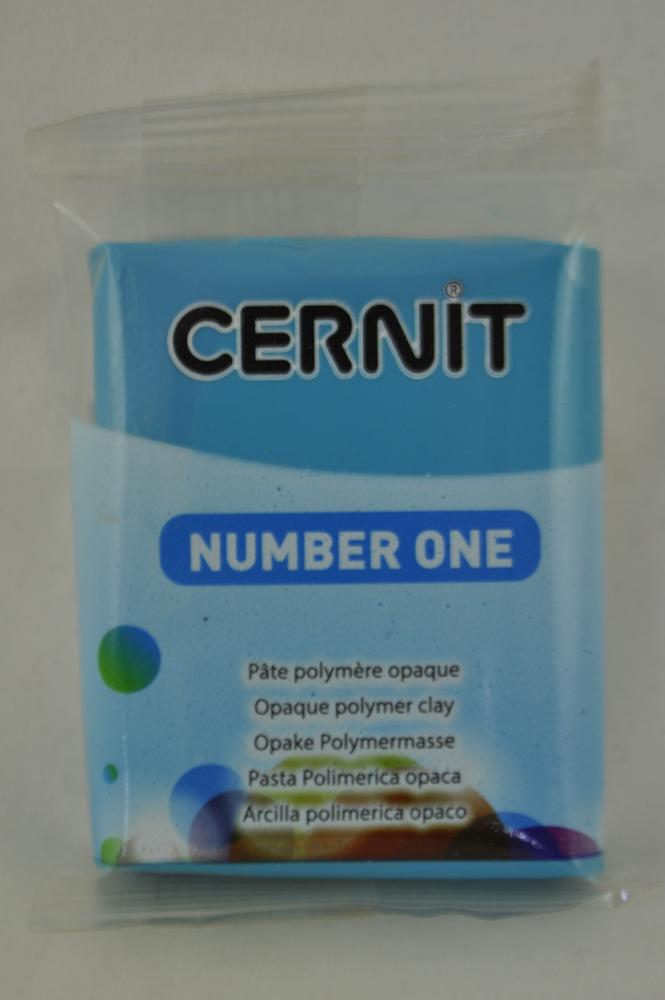 CERNIT®
NUMBER ONE
Pâte polymère opaque
Opaque polymer clay
Opake Polymermasse
Pasta Polimerica opaca
Arcilla polimerica opaco